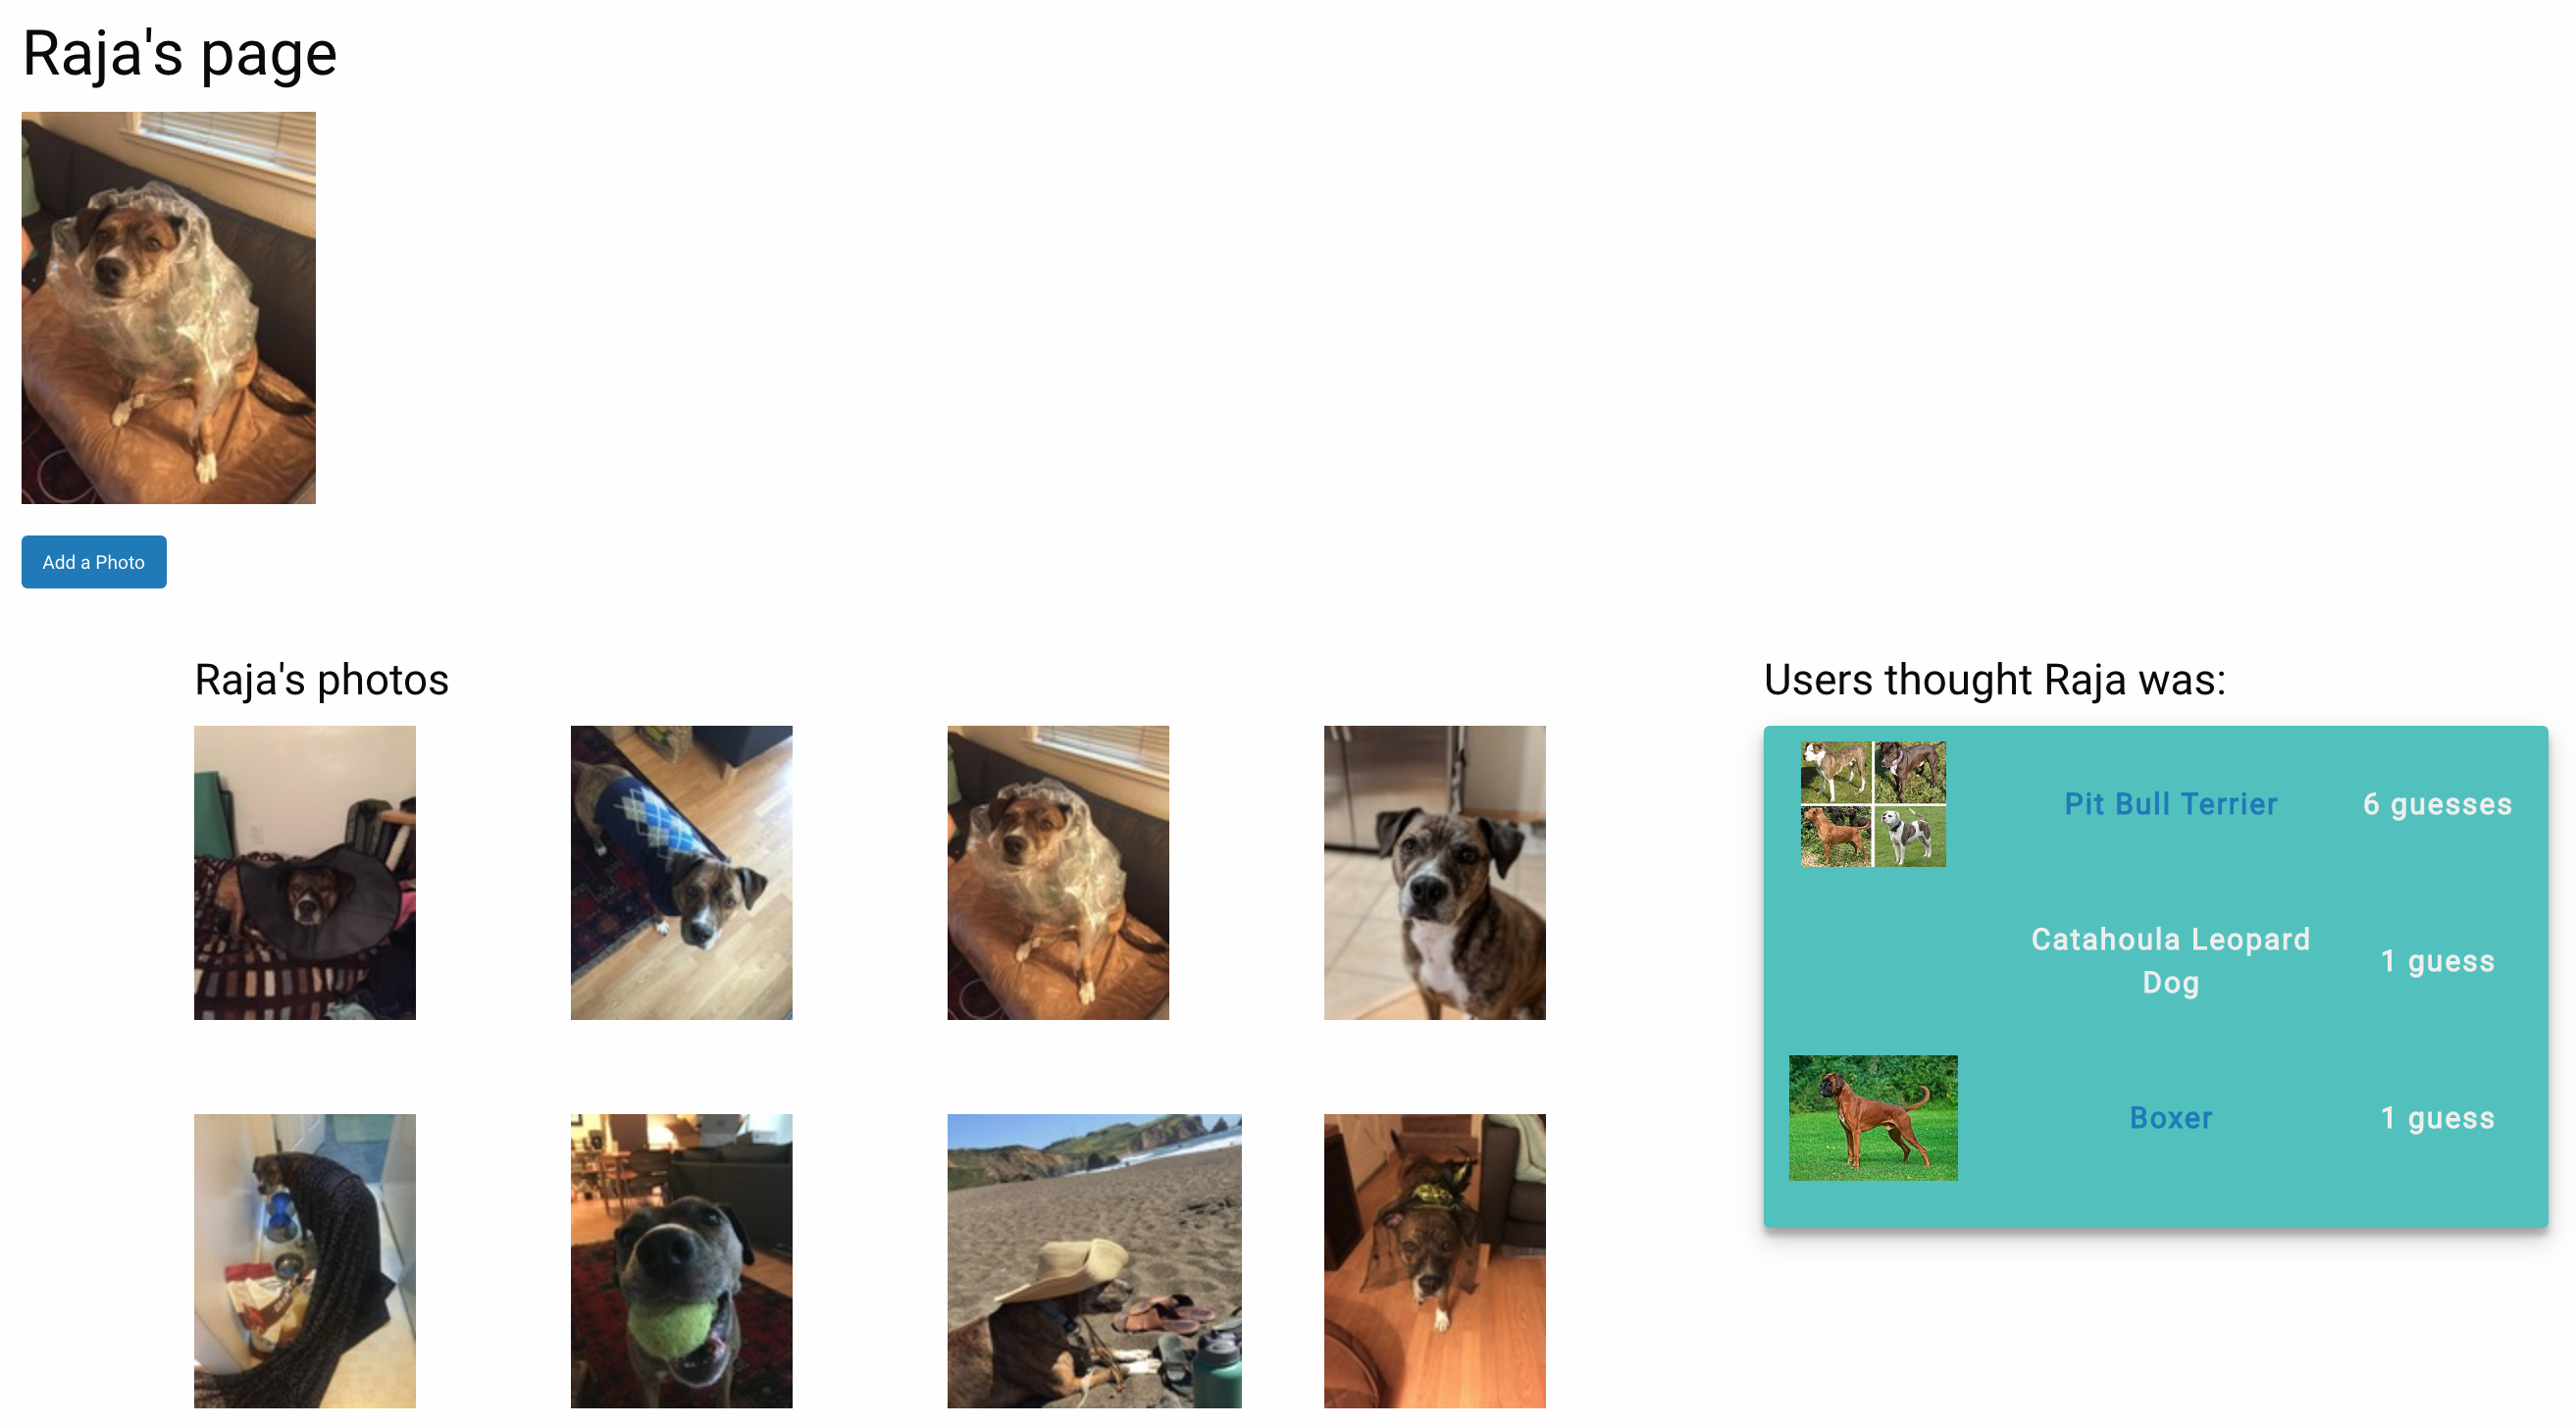 Raja's page
Add a Photo
Raja's photos
Users thought Raja was:
Pit Bull Terrier
6 guesses
Catahoula Leopard
Dog
1 guess
Boxer
1 guess